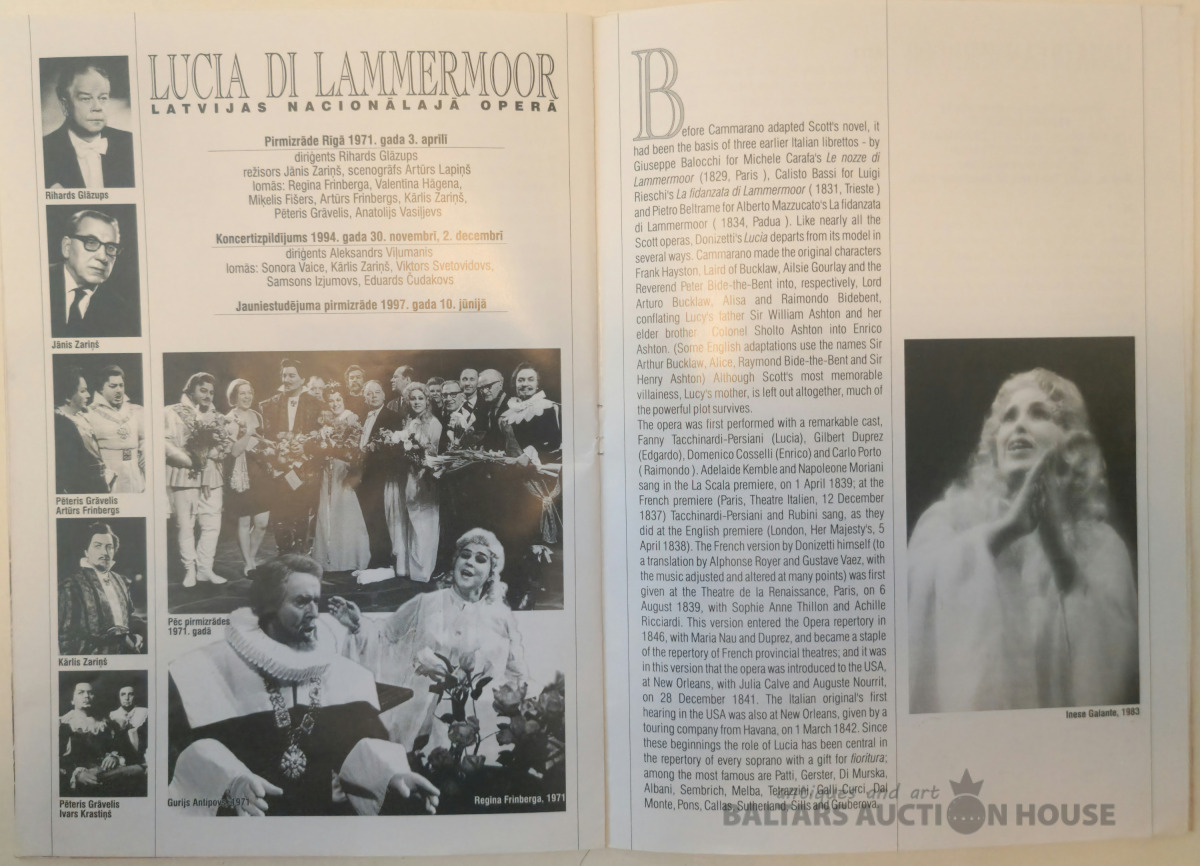 LUCIA DI LAMMERMOOR
LATVIJAS NACIONĀLAJĀ OPERĀ
Pirmizrāde Rīgā 1971. gada 3. aprīlī
diriģents Rihards Glāzups
režisors Jānis Zariņš, scenogrāfs Artūrs Lapiņš
lomās: Regīna Frinberga, Valentīna Hāgena,
Miķelis Fišers, Artūrs Frinbergs, Kārlis Zariņš,
Pēteris Grāvelis, Anatolijs Vasiļjevs
Koncertizpildījums 1994. gada 30. novembrī, 2. decembrī
diriģents Aleksandrs Viļumanis
lomās: Sonora Vaice, Kārlis Zariņš, Viktors Svetovidovs,
Samsons Izjumovs, Eduards Čudakovs
Jauniestudējuma pirmizrāde 1997. gada 10. jūnijā
Rihards Glāzups
Jānis Zariņš
Pēteris Grāvelis
Artūrs Frinbergs
Kārlis Zariņš
Pēteris Grāvelis
Ivars Krastiņš
Pēc pirmizrādes
1971. gadā
Gurijs Antipovs, 1971
Regīna Frinberga, 1971
Before Cammarano adapted Scott's novel, it
had been the basis of three earlier Italian librettos - by
Giuseppe Balocchi for Michele Carafa's Le nozze di
Lammermoor (1829, Paris ), Calisto Bassi for Luigi
Rieschi's La fidanzata di Lammermoor ( 1831, Trieste )
and Pietro Beltrame for Alberto Mazzucato's La fidanzata
di Lammermoor ( 1834, Padua ). Like nearly all the
Scott operas, Donizetti's Lucia departs from its model in
several ways. Cammarano made the original characters
Frank Hayston, Laird of Bucklaw, Ailsie Gourlay and the
Reverend Peter Bide-the-Bent into, respectively, Lord
Arturo Bucklaw, Alisa and Raimondo Bidebent,
conflating Lucy's father Sir William Ashton and her
elder brother Colonel Sholto Ashton into Enrico
Ashton. (Some English adaptations use the names Sir
Arthur Bucklaw, Alice, Raymond Bide-the-Bent and Sir
Henry Ashton) Although Scott's most memorable
villainess, Lucy's mother, is left out altogether, much of
the powerful plot survives.
The opera was first performed with a remarkable cast,
Fanny Tacchinardi-Persiani (Lucia), Gilbert Duprez
(Edgardo), Domenico Cosselli (Enrico) and Carlo Porto
( Raimondo ). Adelaide Kemble and Napoleone Moriani
sang in the La Scala premiere, on 1 April 1839; at the
French premiere (Paris, Theatre Italien, 12 December
1837) Tacchinardi-Persiani and Rubini sang, as they
did at the English premiere (London, Her Majesty's, 5
April 1838). The French version by Donizetti himself (to
a translation by Alphonse Royer and Gustave Vaez, with
the music adjusted and altered at many points) was first
given at the Theatre de la Renaissance, Paris, on 6
August 1839, with Sophie Anne Thillon and Achille
Ricciardi. This version entered the Opera repertory in
1846, with Maria Nau and Duprez, and became a staple
of the repertory of French provincial theatres; and it was
in this version that the opera was introduced to the USA,
at New Orleans, with Julia Calve and Auguste Nourrit,
on 28 December 1841. The Italian original's first
hearing in the USA was also at New Orleans, given by a
touring company from Havana, on 1 March 1842. Since
these beginnings the role of Lucia has been central in
the repertory of every soprano with a gift for fioritura;
among the most famous are Patti, Gerster, Di Murska,
Albani, Sembrich, Melba, Tetrazzini, Galli-Curci, Dal
Monte, Pons, Callas, Sutherland, Sills and Gruberova.
Inese Galante, 1983
antiques and art
BALTARS AUCTION HOUSE